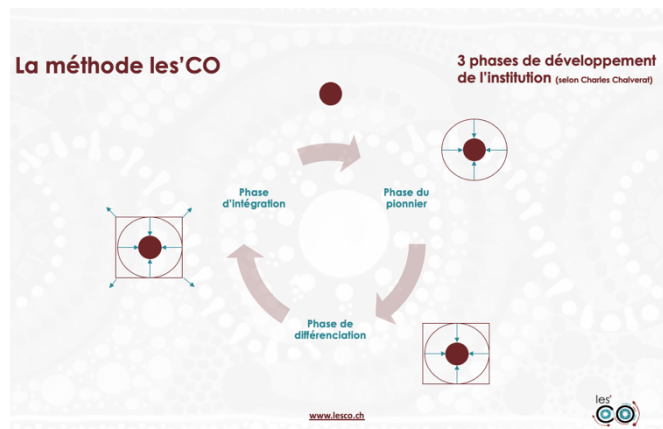 La méthode les'CO
3 phases de développement
de l'institution (selon Charles Chalverat)
Phase
d'intégration
Phase du
pionnier
Phase de
différenciation
www.lesco.ch
les'
CO